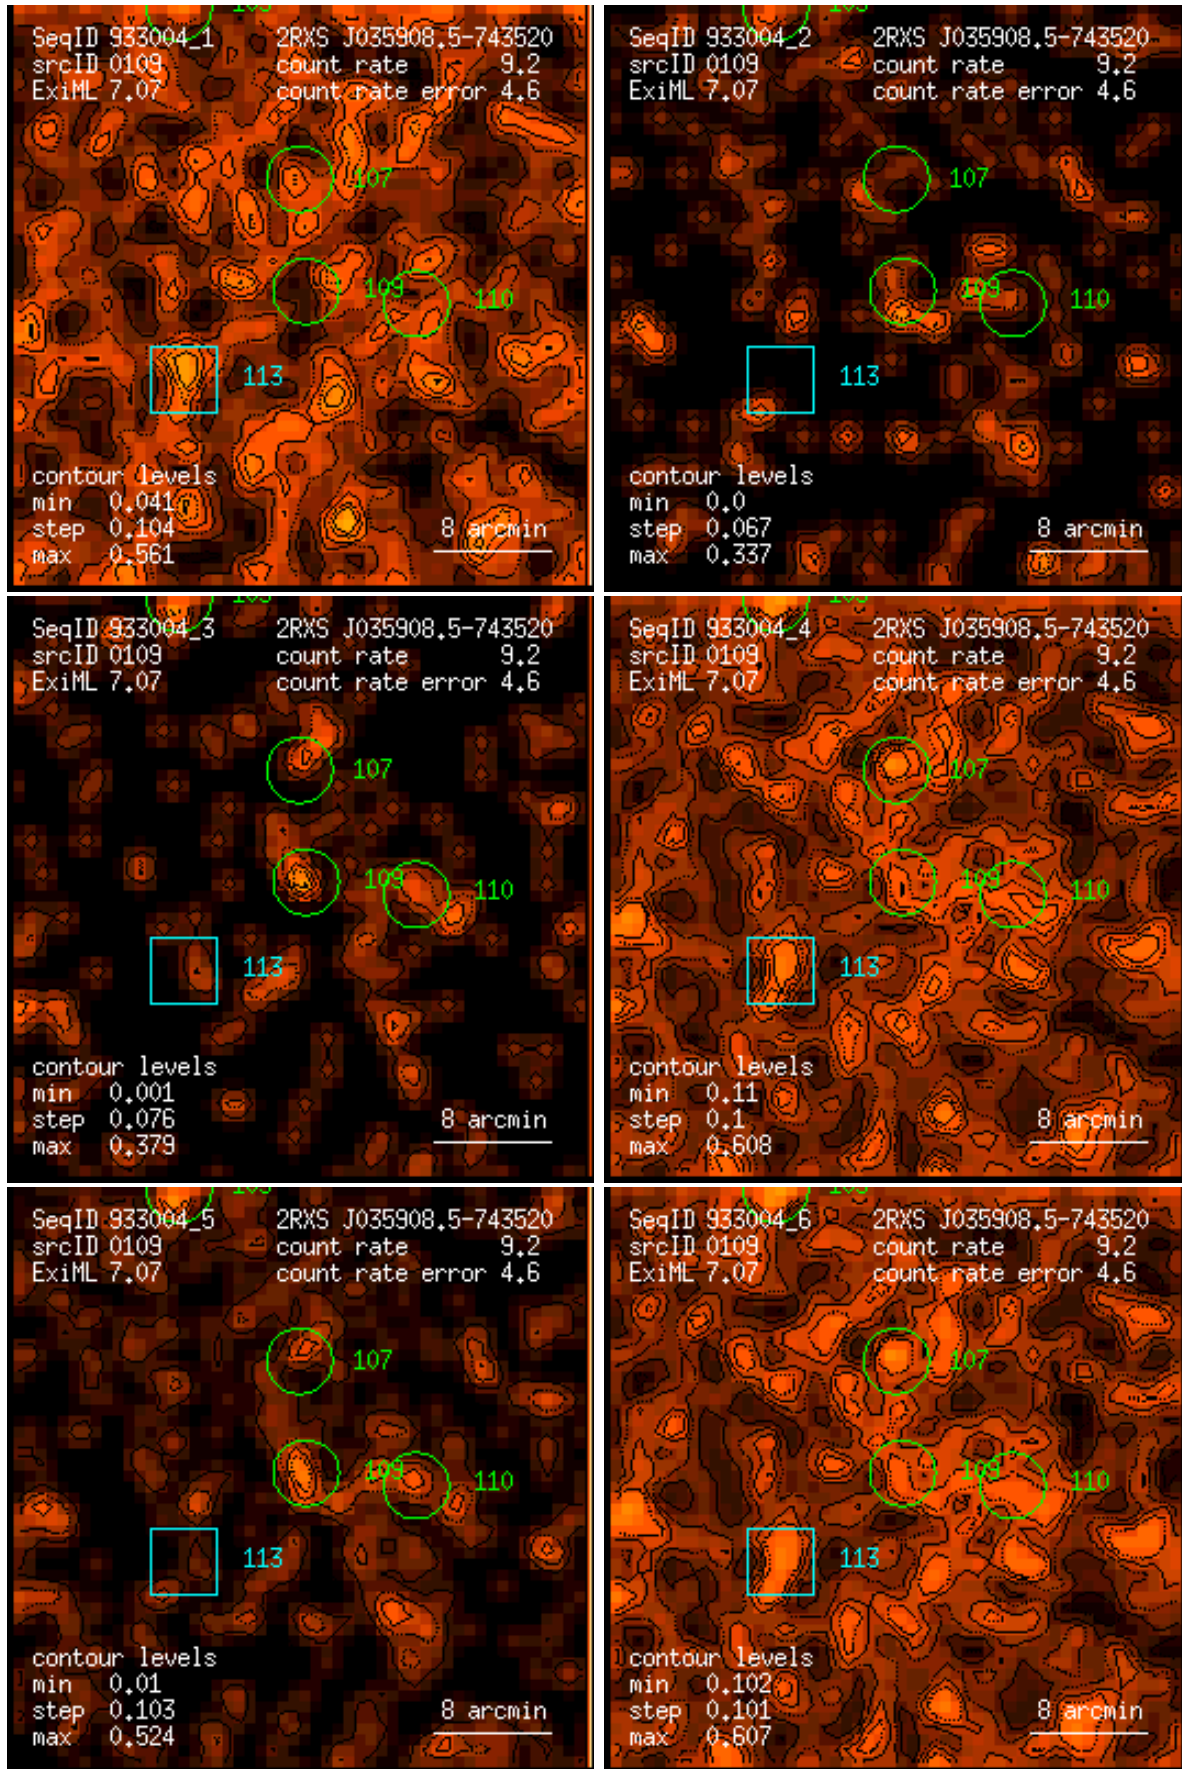 103
SeqID 933004_1 2RXS J035908.5-743520
srcID 0109 count rate 9.2
ExiML 7.07 count rate error 4.6
107
109
110
113
contour levels
min 0.041
step 0.104
max 0.561
8 arcmin
103
SeqID 933004_2 2RXS J035908.5-743520
srcID 0109 count rate 9.2
ExiML 7.07 count rate error 4.6
107
109
110
113
contour levels
min 0.0
step 0.067
max 0.337
8 arcmin
103
SeqID 933004_3 2RXS J035908.5-743520
srcID 0109 count rate 9.2
ExiML 7.07 count rate error 4.6
107
109
110
113
contour levels
min 0.001
step 0.076
max 0.379
8 arcmin
103
SeqID 933004_4 2RXS J035908.5-743520
srcID 0109 count rate 9.2
ExiML 7.07 count rate error 4.6
107
109
110
113
contour levels
min 0.11
step 0.1
max 0.608
8 arcmin
103
SeqID 933004_5 2RXS J035908.5-743520
srcID 0109 count rate 9.2
ExiML 7.07 count rate error 4.6
107
109
110
113
contour levels
min 0.01
step 0.103
max 0.524
8 arcmin
103
SeqID 933004_6 2RXS J035908.5-743520
srcID 0109 count rate 9.2
ExiML 7.07 count rate error 4.6
107
109
110
113
contour levels
min 0.102
step 0.101
max 0.607
8 arcmin